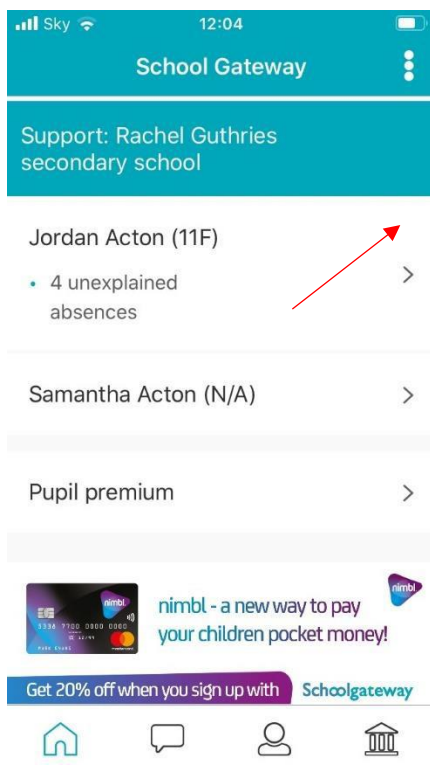 Sky 12:04
School Gateway
Support: Rachel Guthries
secondary school
Jordan Acton (11F)
• 4 unexplained
absences
Samantha Acton (N/A)
Pupil premium
nimbl
nimbl - a new way to pay
your children pocket money!
nimbl
Get 20% off when you sign up with Schoolgateway